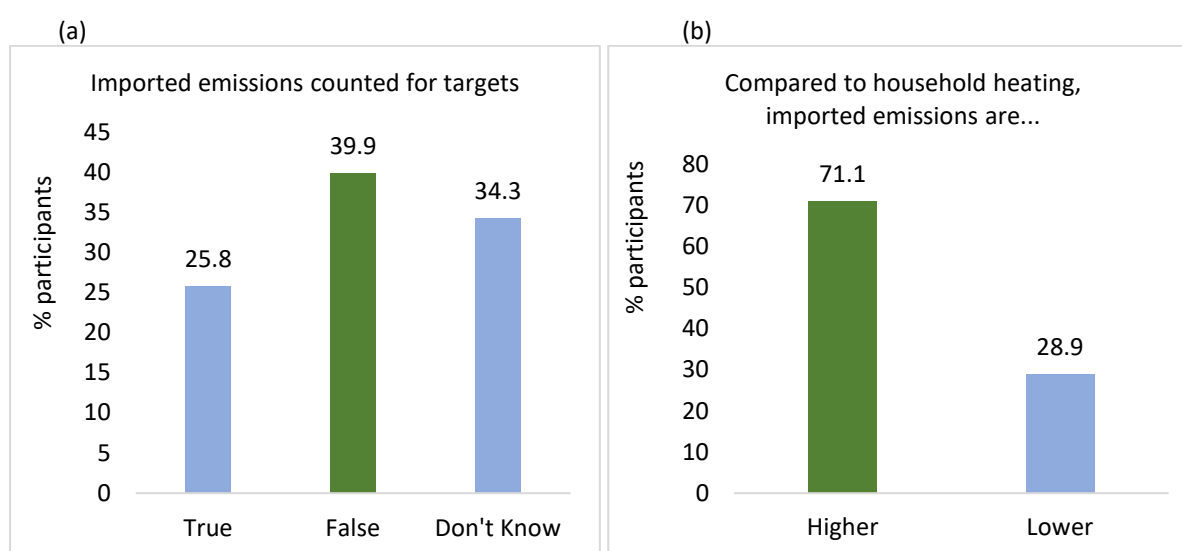 (a)
Imported emissions counted for targets
% participants
45
40
35
30
25
20
15
10
5
0
25.8
39.9
34.3
True
False
Don't Know
(b)
Compared to household heating,
imported emissions are...
% participants
80
70
60
50
40
30
20
10
0
71.1
28.9
Higher
Lower